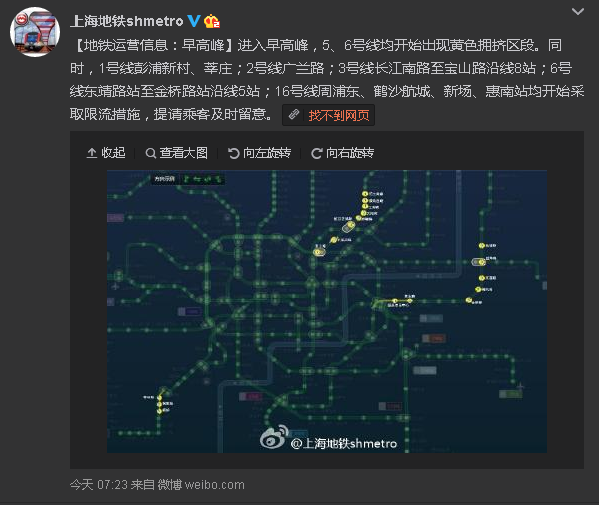 上海地铁shmetro
【地铁运营信息：早高峰】进入早高峰，5、6号线均开始出现黄色拥挤区段。同
时，1号线彭浦新村、莘庄；2号线广兰路；3号线长江南路至宝山路沿线8站；6号
线东靖路站至金桥路站沿线5站；16号线周浦东、鹤沙航城、新场、惠南站均开始采
取限流措施，提请乘客及时留意。 找不到网页
收起 查看大图 向左旋转 向右旋转
@上海地铁shmetro
今天 07:23 来自 微博 weibo.com